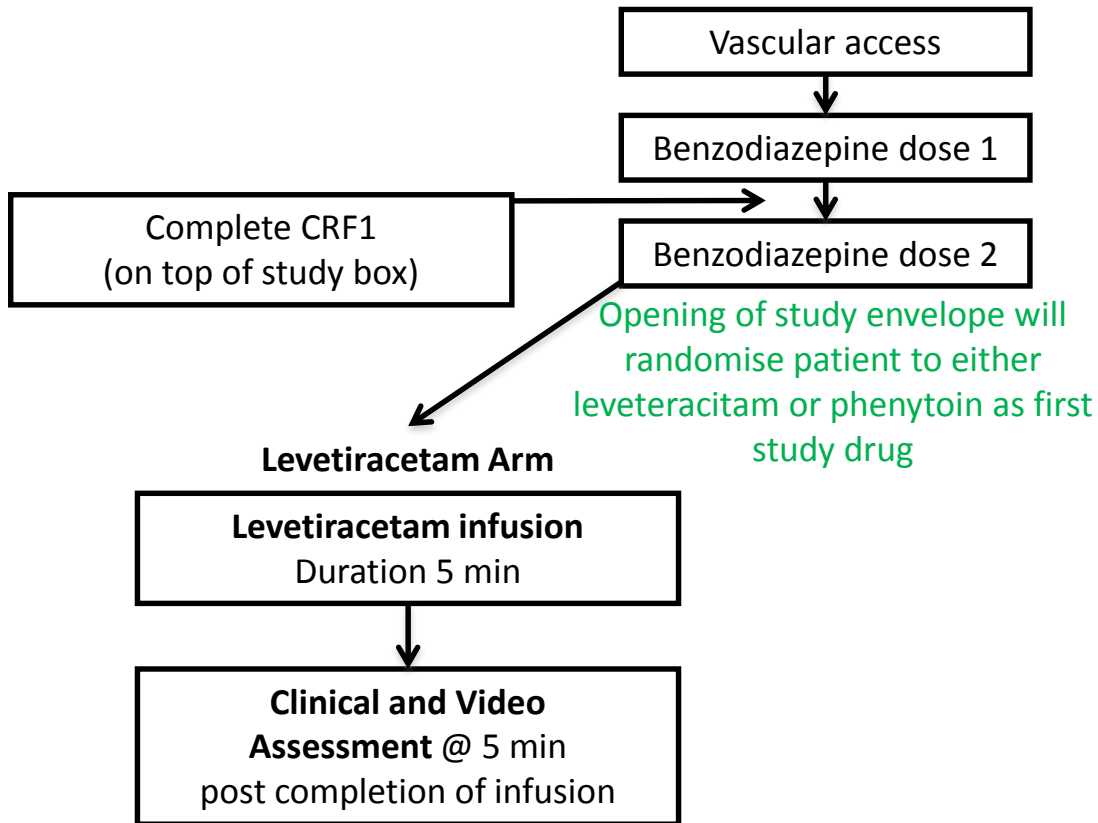 Vascular access
Benzodiazepine dose 1
Complete CRF1
(on top of study box)
Benzodiazepine dose 2
Opening of study envelope will
randomise patient to either
leveteracitam or phenytoin as first
study drug
Levetiracetam Arm
Levetiracetam infusion
Duration 5 min
Clinical and Video
Assessment @ 5 min
post completion of infusion